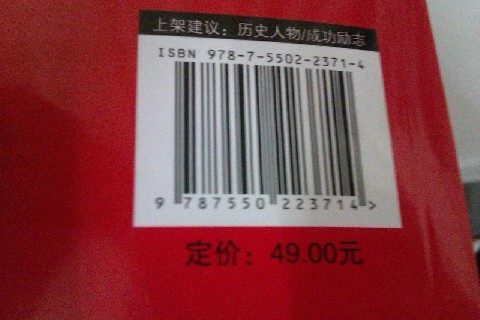 上架建议：历史人物/成功励志
ISBN 978-7-5502-2371-4
9 787550 223714 >
定价：49.00元